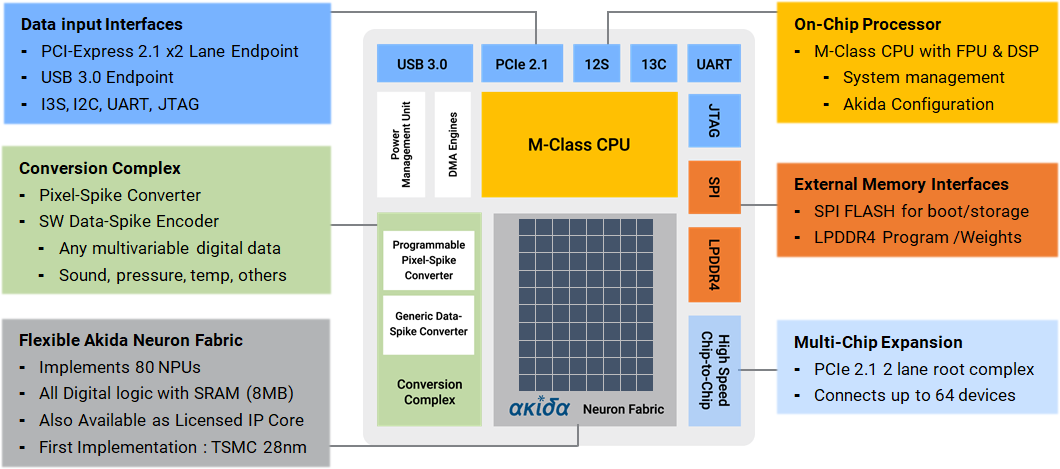 Data input Interfaces
- PCI-Express 2.1 x2 Lane Endpoint
- USB 3.0 Endpoint
- I3S, I2C, UART, JTAG
Conversion Complex
- Pixel-Spike Converter
- SW Data-Spike Encoder
- Any multivariable digital data
- Sound, pressure, temp, others
Flexible Akida Neuron Fabric
- Implements 80 NPUs
- All Digital logic with SRAM (8MB)
- Also Available as Licensed IP Core
- First Implementation : TSMC 28nm
USB 3.0
PCIe 2.1
12S
13C
UART
Power
Management Unit
DMA Engines
M-Class CPU
JTAG
SPI
LPDDR4
High Speed
Chip-to-Chip
Programmable
Pixel-Spike
Converter
Generic Data-
Spike Converter
Conversion
Complex
akida
Neuron Fabric
On-Chip Processor
- M-Class CPU with FPU & DSP
- System management
- Akida Configuration
External Memory Interfaces
- SPI FLASH for boot/storage
- LPDDR4 Program /Weights
Multi-Chip Expansion
- PCIe 2.1 2 lane root complex
- Connects up to 64 devices